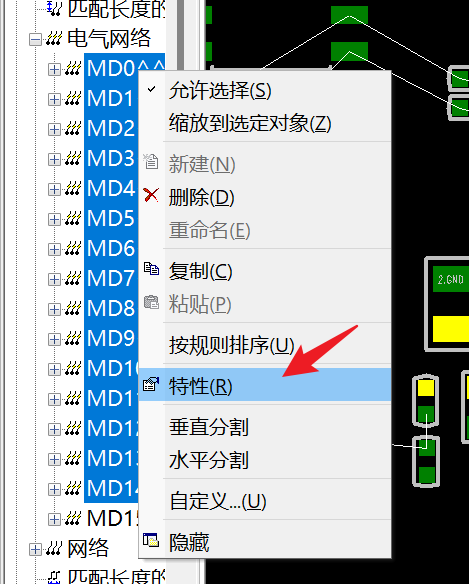 匹配长度的
电气网络
MD0^^
MD1
MD2
MD3
MD4
MD5
MD6
MD7
MD8
MD9
MD10
MD11
MD12
MD13
MD14
MD15
网络
匹配长度的
允许选择(S)
缩放到选定对象(Z)
新建(N)
删除(D)
重命名(E)
复制(C)
粘贴(P)
按规则排序(U)
特性(R)
垂直分割
水平分割
自定义...(U)
隐藏
2.GND